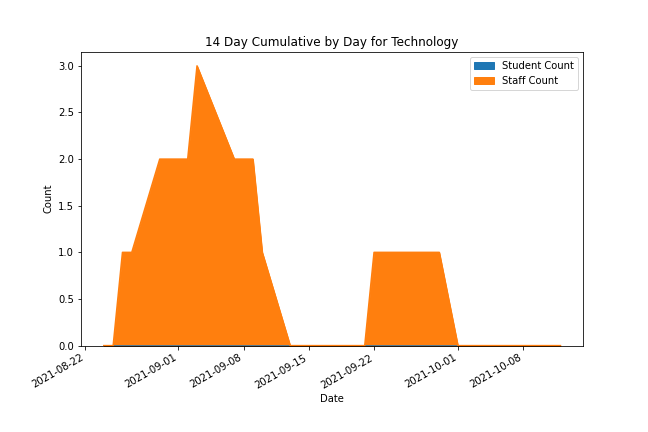 14 Day Cumulative by Day for Technology
Student Count
Staff Count
3.0
2.5
2.0
1.5
1.0
0.5
0.0
Count
2021-08-22
2021-09-01
2021-09-08
2021-09-15
2021-09-22
2021-10-01
2021-10-08
Date